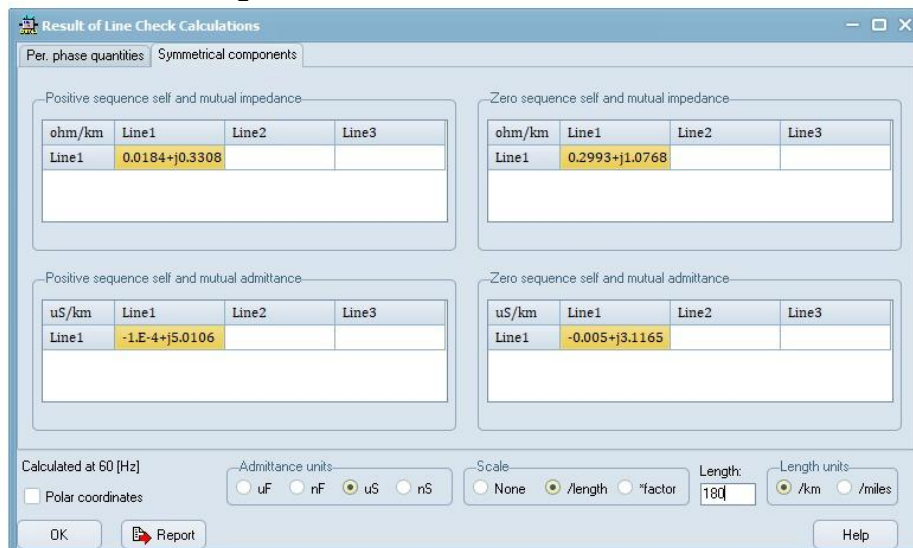 Result of Line Check Calculations
Per. phase quantities Symmetrical components
Positive sequence self and mutual impedance
ohm/km Line1 Line2 Line3
Line1 0.0184+j0.3308
Zero sequence self and mutual impedance
ohm/km Line1 Line2 Line3
Line1 0.2993+j1.0768
Positive sequence self and mutual admittance
uS/km Line1 Line2 Line3
Line1 -1.E-4+j5.0106
Zero sequence self and mutual admittance
uS/km Line1 Line2 Line3
Line1 -0.005+j3.1165
Calculated at 60 [Hz]
Polar coordinates
Admittance units
uF nF uS nS
Scale
None /length *factor
Length:
180
Length units
/km /miles
OK Report Help